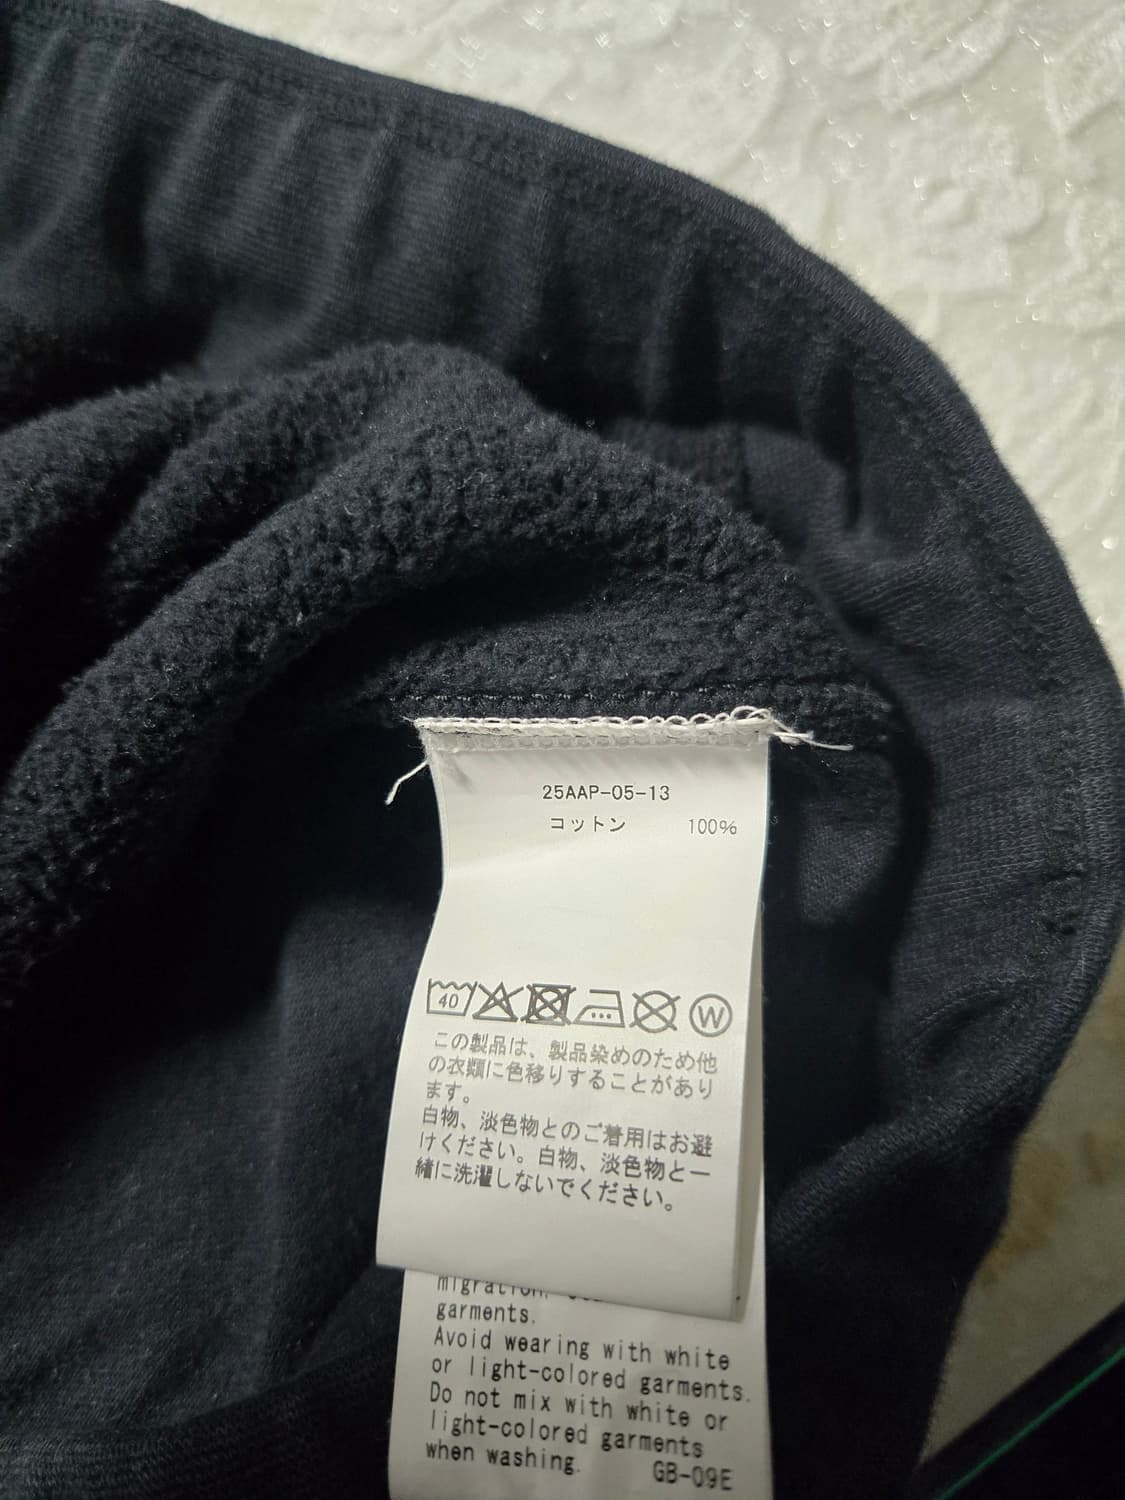 25AAP-05-13
コットン 100%
40 W
この製品は、製品染めのため他
の衣類に色移りすることがあり
ます。
白物、淡色物とのご着用はお避
けください。白物、淡色物と一
緒に洗濯しないでください。
migration.
garments.
Avoid wearing with white
or light-colored garments.
Do not mix with white or
light-colored garments
when washing. GB-09E